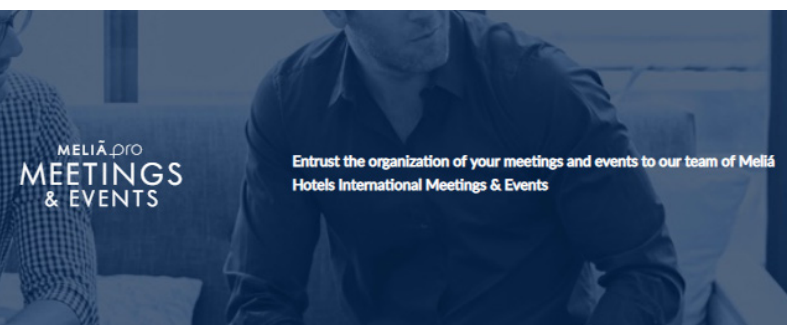 MELIÃ pro
MEETINGS
& EVENTS
Entrust the organization of your meetings and events to our team of Meliá
Hotels International Meetings & Events